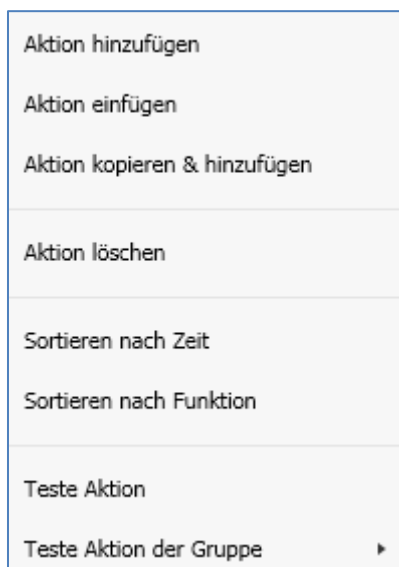 Aktion hinzufügen
Aktion einfügen
Aktion kopieren & hinzufügen
Aktion löschen
Sortieren nach Zeit
Sortieren nach Funktion
Teste Aktion
Teste Aktion der Gruppe